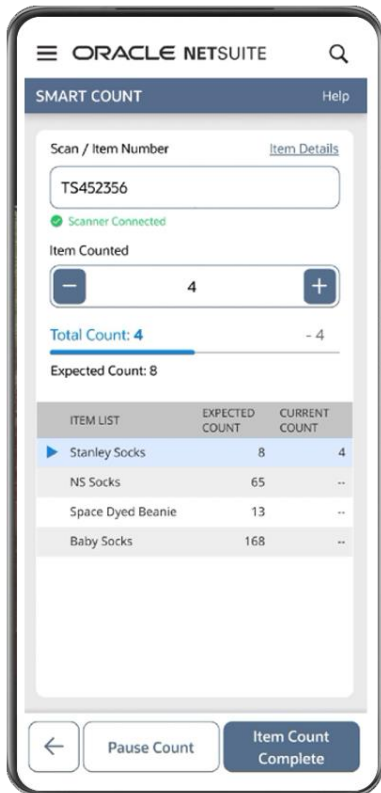 ORACLE NETSUITE
SMART COUNT Help
Scan / Item Number Item Details
TS452356
Scanner Connected
Item Counted
− 4 +
Total Count: 4 - 4
Expected Count: 8
ITEM LIST EXPECTED COUNT CURRENT COUNT
Stanley Socks 8 4
NS Socks 65 --
Space Dyed Beanie 13 --
Baby Socks 168 --
Pause Count
Item Count
Complete